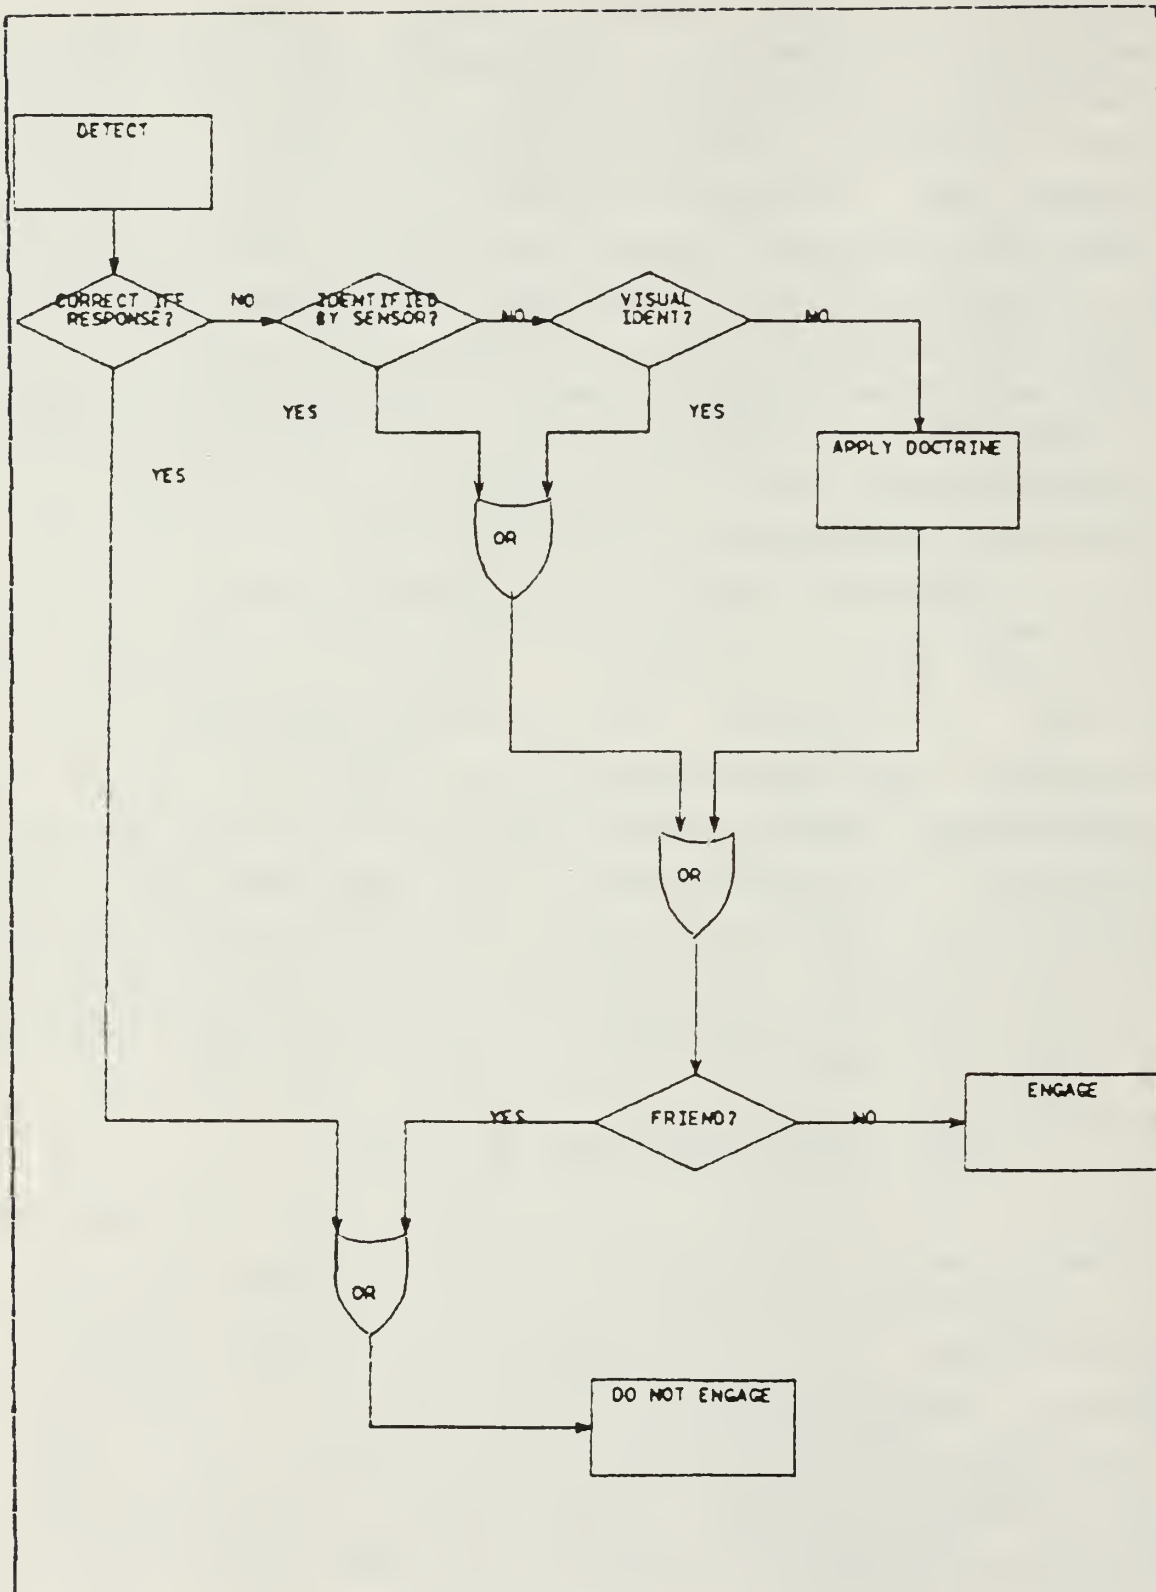 DETECT
CORRECT IFF
RESPONSE?
NO
IDENTIFIED
BY SENSOR?
NO
VISUAL
IDENT?
NO
YES
YES
YES
APPLY DOCTRINE
OR
OR
YES
FRIEND?
NO
ENGAGE
OR
DO NOT ENGAGE